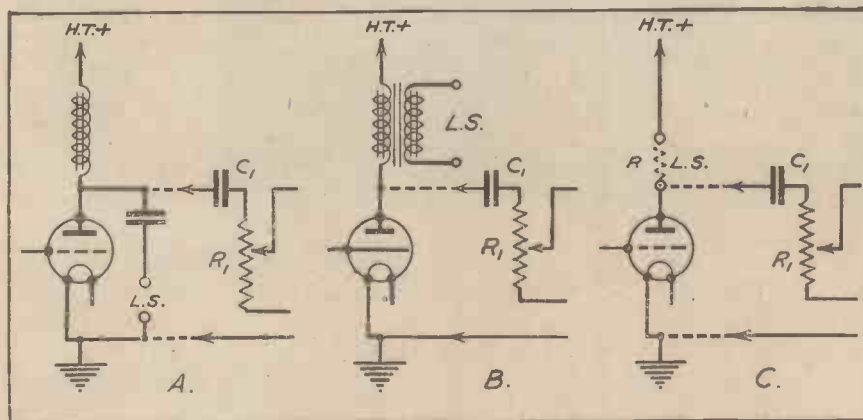 H.T.+
L.S.
C₁
R₁
A.
H.T.+
L.S.
C₁
R₁
B.
H.T.+
R
L.S.
C₁
R₁
C.